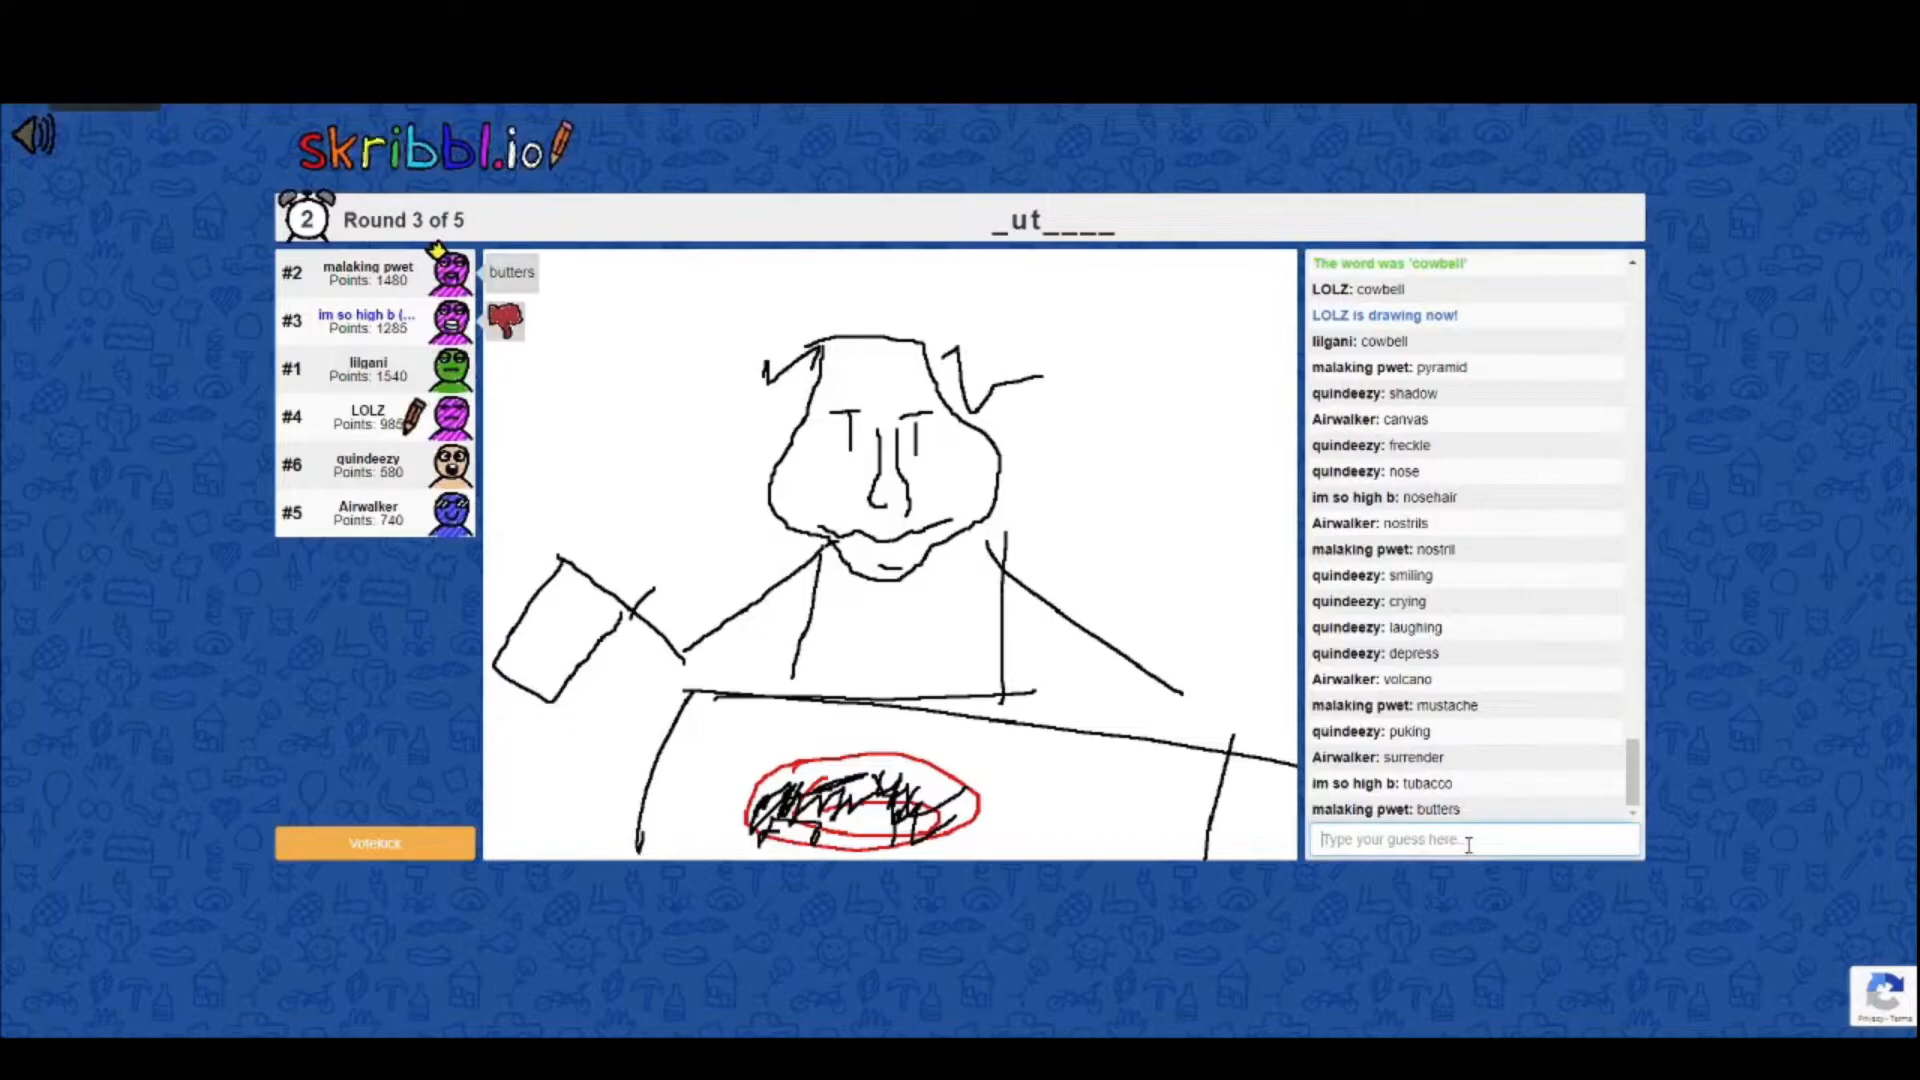 skribbl.io
2
Round 3 of 5
_ut____
#2
malaking pwet
Points: 1480
#3
im so high b (...
Points: 1285
#1
lilgani
Points: 1540
#4
LOLZ
Points: 985
#6
quindeezy
Points: 580
#5
Airwalker
Points: 740
Votekick
butters
The word was 'cowbell'
LOLZ: cowbell
LOLZ is drawing now!
lilgani: cowbell
malaking pwet: pyramid
quindeezy: shadow
Airwalker: canvas
quindeezy: freckle
quindeezy: nose
im so high b: nosehair
Airwalker: nostrils
malaking pwet: nostril
quindeezy: smiling
quindeezy: crying
quindeezy: laughing
quindeezy: depress
Airwalker: volcano
malaking pwet: mustache
quindeezy: puking
Airwalker: surrender
im so high b: tubacco
malaking pwet: butters
Type your guess here...
Privacy - Terms